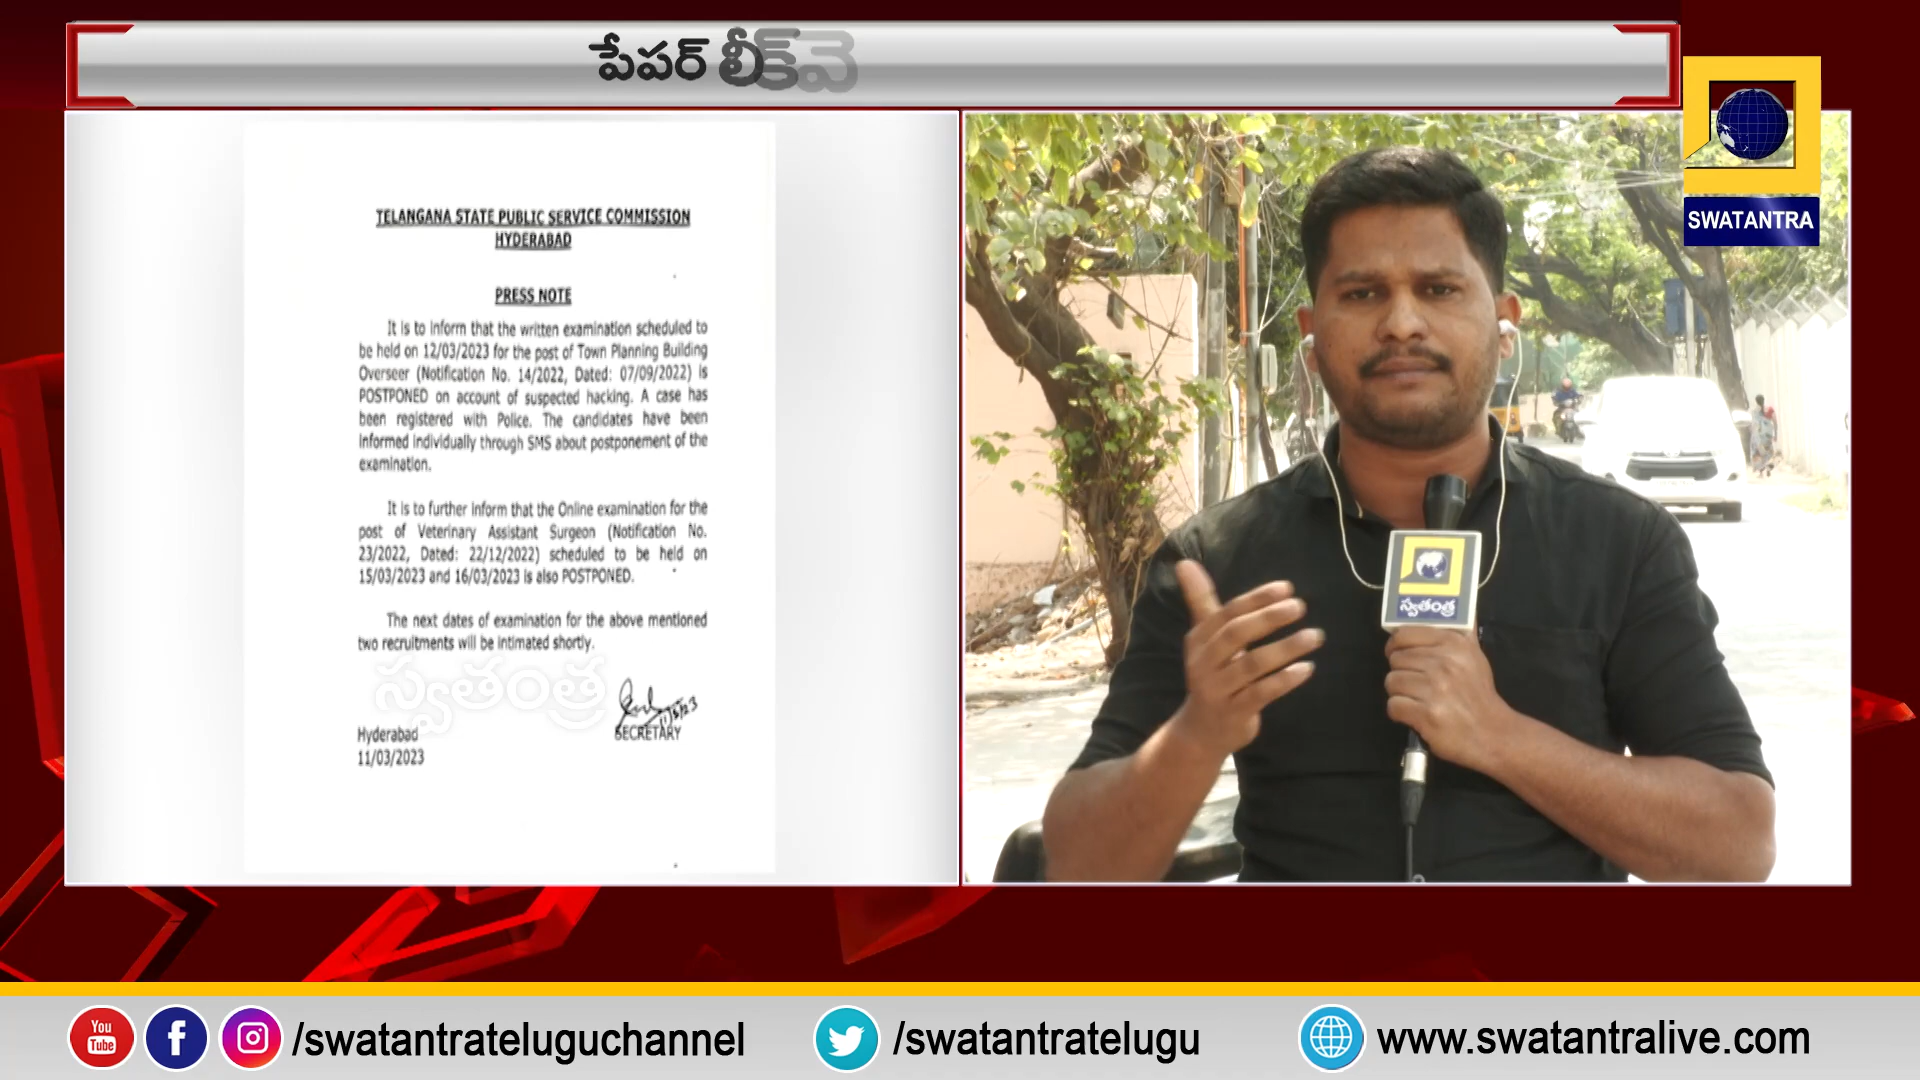 పేపర్ లీక్‌వె
SWATANTRA
TELANGANA STATE PUBLIC SERVICE COMMISSION
HYDERABAD
PRESS NOTE
It is to inform that the written examination scheduled to
be held on 12/03/2023 for the post of Town Planning Building
Overseer (Notification No. 14/2022, Dated: 07/09/2022) is
POSTPONED on account of suspected hacking. A case has
been registered with Police. The candidates have been
informed individually through SMS about postponement of the
examination.
It is to further inform that the Online examination for the
post of Veterinary Assistant Surgeon (Notification No.
23/2022, Dated: 22/12/2022) scheduled to be held on
15/03/2023 and 16/03/2023 is also POSTPONED.
The next dates of examination for the above mentioned
two recruitments will be intimated shortly.
స్వతంత్ర
11/3/23
SECRETARY
Hyderabad
11/03/2023
స్వతంత్ర
You
Tube
/swatantrateluguchannel
/swatantratelugu
www.swatantralive.com